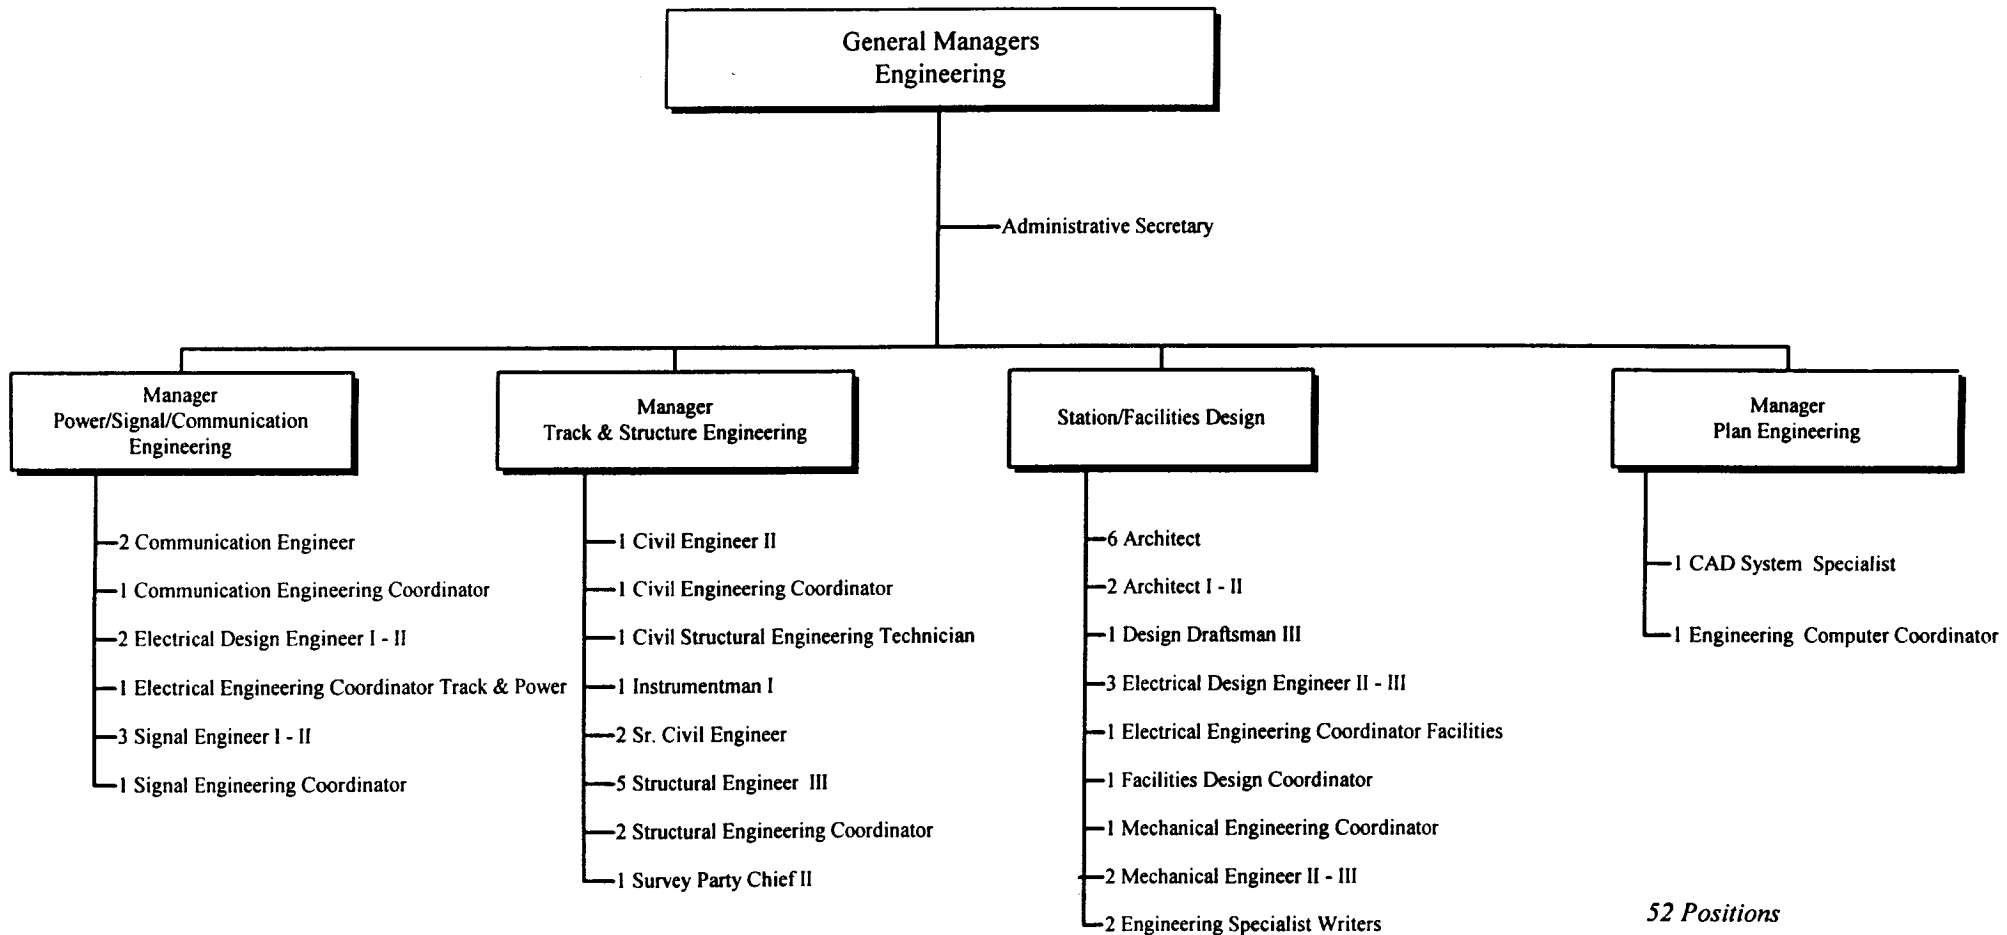 General Managers
Engineering
Administrative Secretary
Manager
Power/Signal/Communication
Engineering
2 Communication Engineer
1 Communication Engineering Coordinator
2 Electrical Design Engineer I - II
1 Electrical Engineering Coordinator Track & Power
3 Signal Engineer I - II
1 Signal Engineering Coordinator
Manager
Track & Structure Engineering
1 Civil Engineer II
1 Civil Engineering Coordinator
1 Civil Structural Engineering Technician
1 Instrumentman I
2 Sr. Civil Engineer
5 Structural Engineer III
2 Structural Engineering Coordinator
1 Survey Party Chief II
Station/Facilities Design
6 Architect
2 Architect I - II
1 Design Draftsman III
3 Electrical Design Engineer II - III
1 Electrical Engineering Coordinator Facilities
1 Facilities Design Coordinator
1 Mechanical Engineering Coordinator
2 Mechanical Engineer II - III
2 Engineering Specialist Writers
Manager
Plan Engineering
1 CAD System Specialist
1 Engineering Computer Coordinator
52 Positions